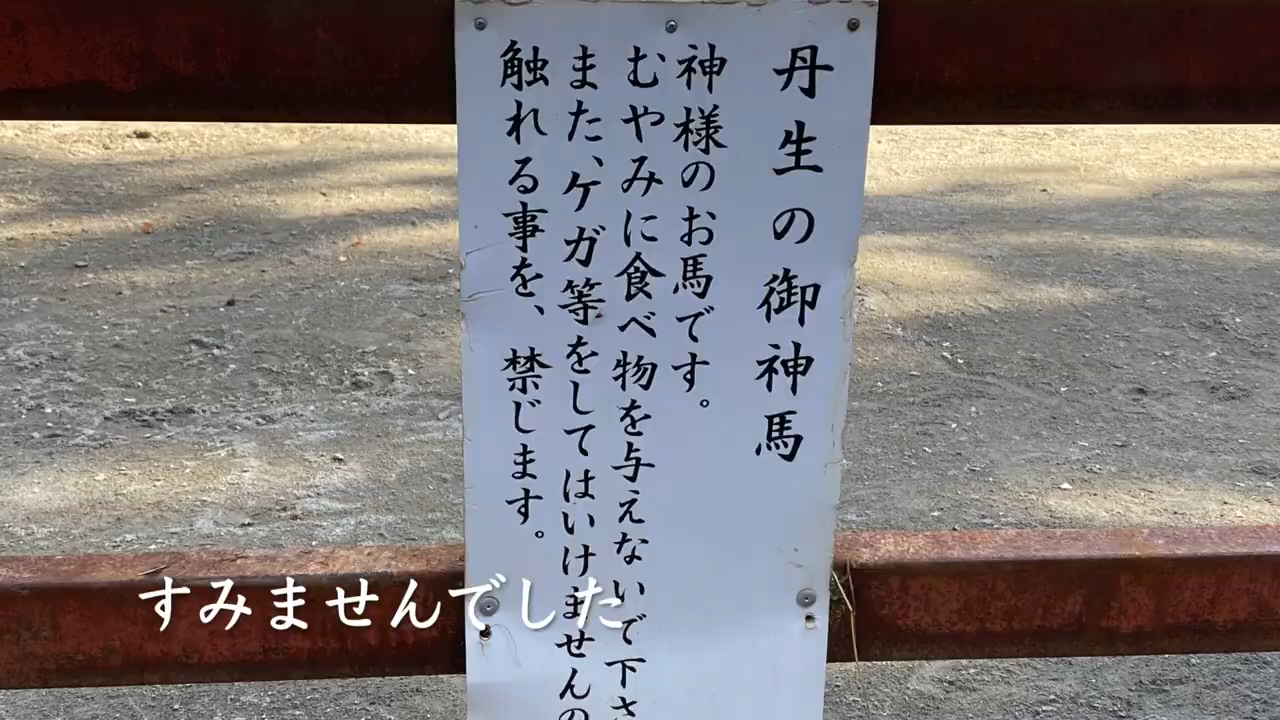 丹生の御神馬
神様のお馬です。
むやみに食べ物を与えないで下さ
また、ケガ等をしてはいけませんの
触れる事を、禁じます。
すみませんでした